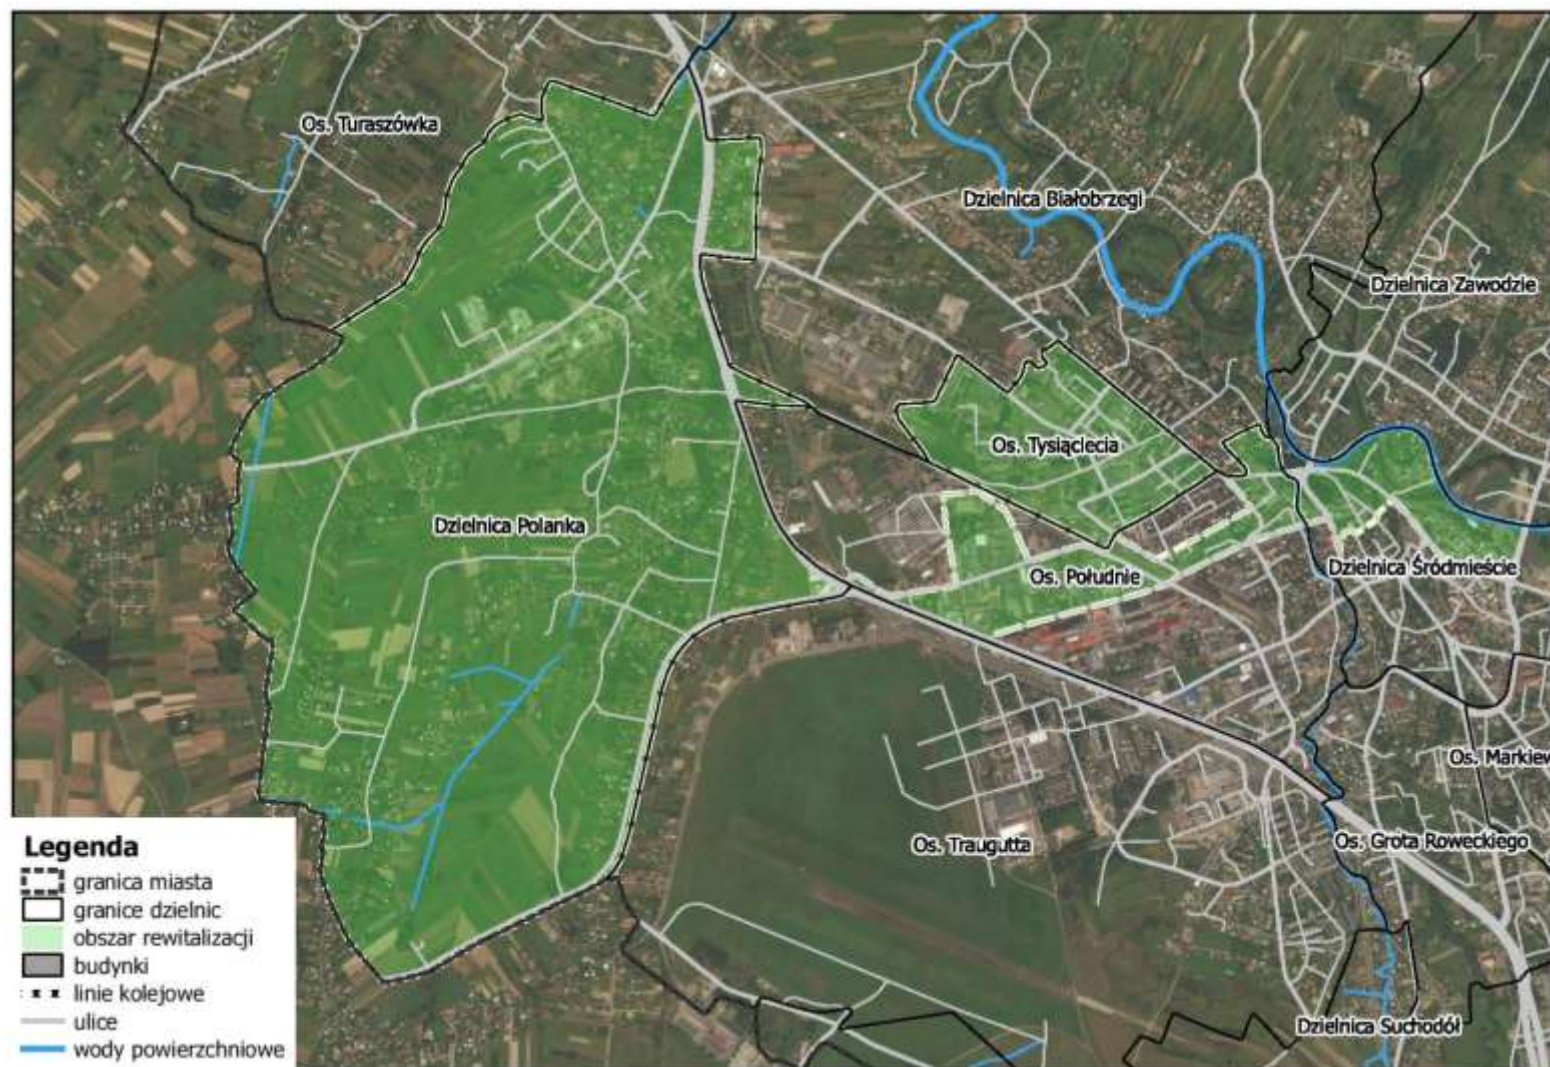 Os. Turaszówka
Dzielnica Białobrzegi
Dzielnica Zawodzie
Os. Tysiąclecia
Dzielnica Polanka
Os. Południe
Dzielnica Śródmieście
Os. Markiew
Os. Traugutta
Os. Grota Roweckiego
Dzielnica Suchodół
Legenda
granica miasta
granice dzielnic
obszar rewitalizacji
budynki
linie kolejowe
ulice
wody powierzchniowe